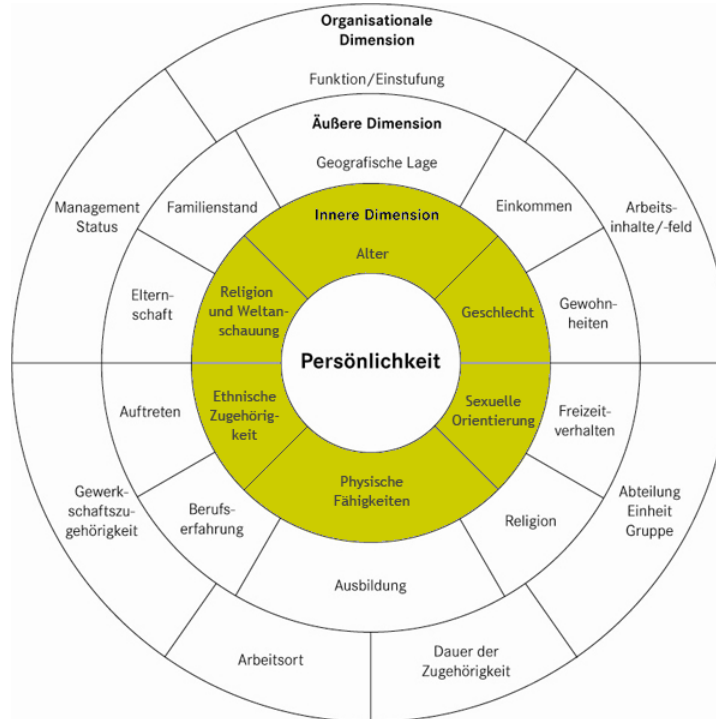 Organisationale
Dimension
Funktion/Einstufung
Äußere Dimension
Geografische Lage
Management
Status
Familienstand
Innere Dimension
Alter
Einkommen
Arbeits-
inhalte/-feld
Eltern-
schaft
Religion
und Weltan-
schauung
Geschlecht
Gewohn-
heiten
Persönlichkeit
Auftreten
Ethnische
Zugehörig-
keit
Sexuelle
Orientierung
Freizeit-
verhalten
Gewerk-
schaftszu-
gehörigkeit
Berufs-
erfahrung
Physische
Fähigkeiten
Religion
Abteilung
Einheit
Gruppe
Ausbildung
Arbeitsort
Dauer der
Zugehörigkeit